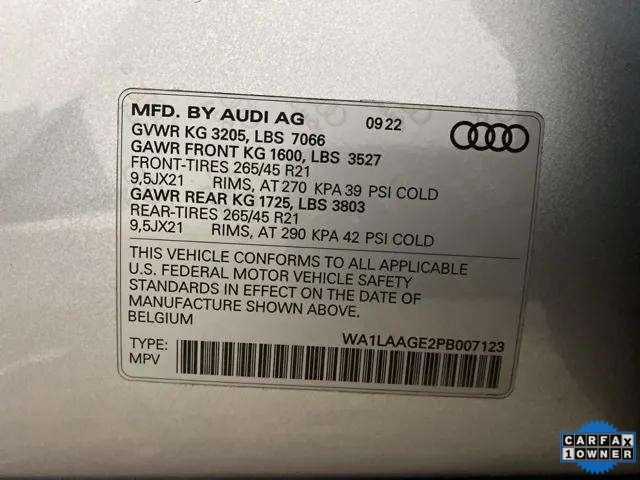 MFD. BY AUDI AG 09 22
GVWR KG 3205, LBS 7066
GAWR FRONT KG 1600, LBS 3527
FRONT-TIRES 265/45 R21
9,5JX21 RIMS, AT 270 KPA 39 PSI COLD
GAWR REAR KG 1725, LBS 3803
REAR-TIRES 265/45 R21
9,5JX21 RIMS, AT 290 KPA 42 PSI COLD
THIS VEHICLE CONFORMS TO ALL APPLICABLE
U.S. FEDERAL MOTOR VEHICLE SAFETY
STANDARDS IN EFFECT ON THE DATE OF
MANUFACTURE SHOWN ABOVE.
BELGIUM
WA1LAAGE2PB007123
TYPE:
MPV
CARFAX
1 OWNER